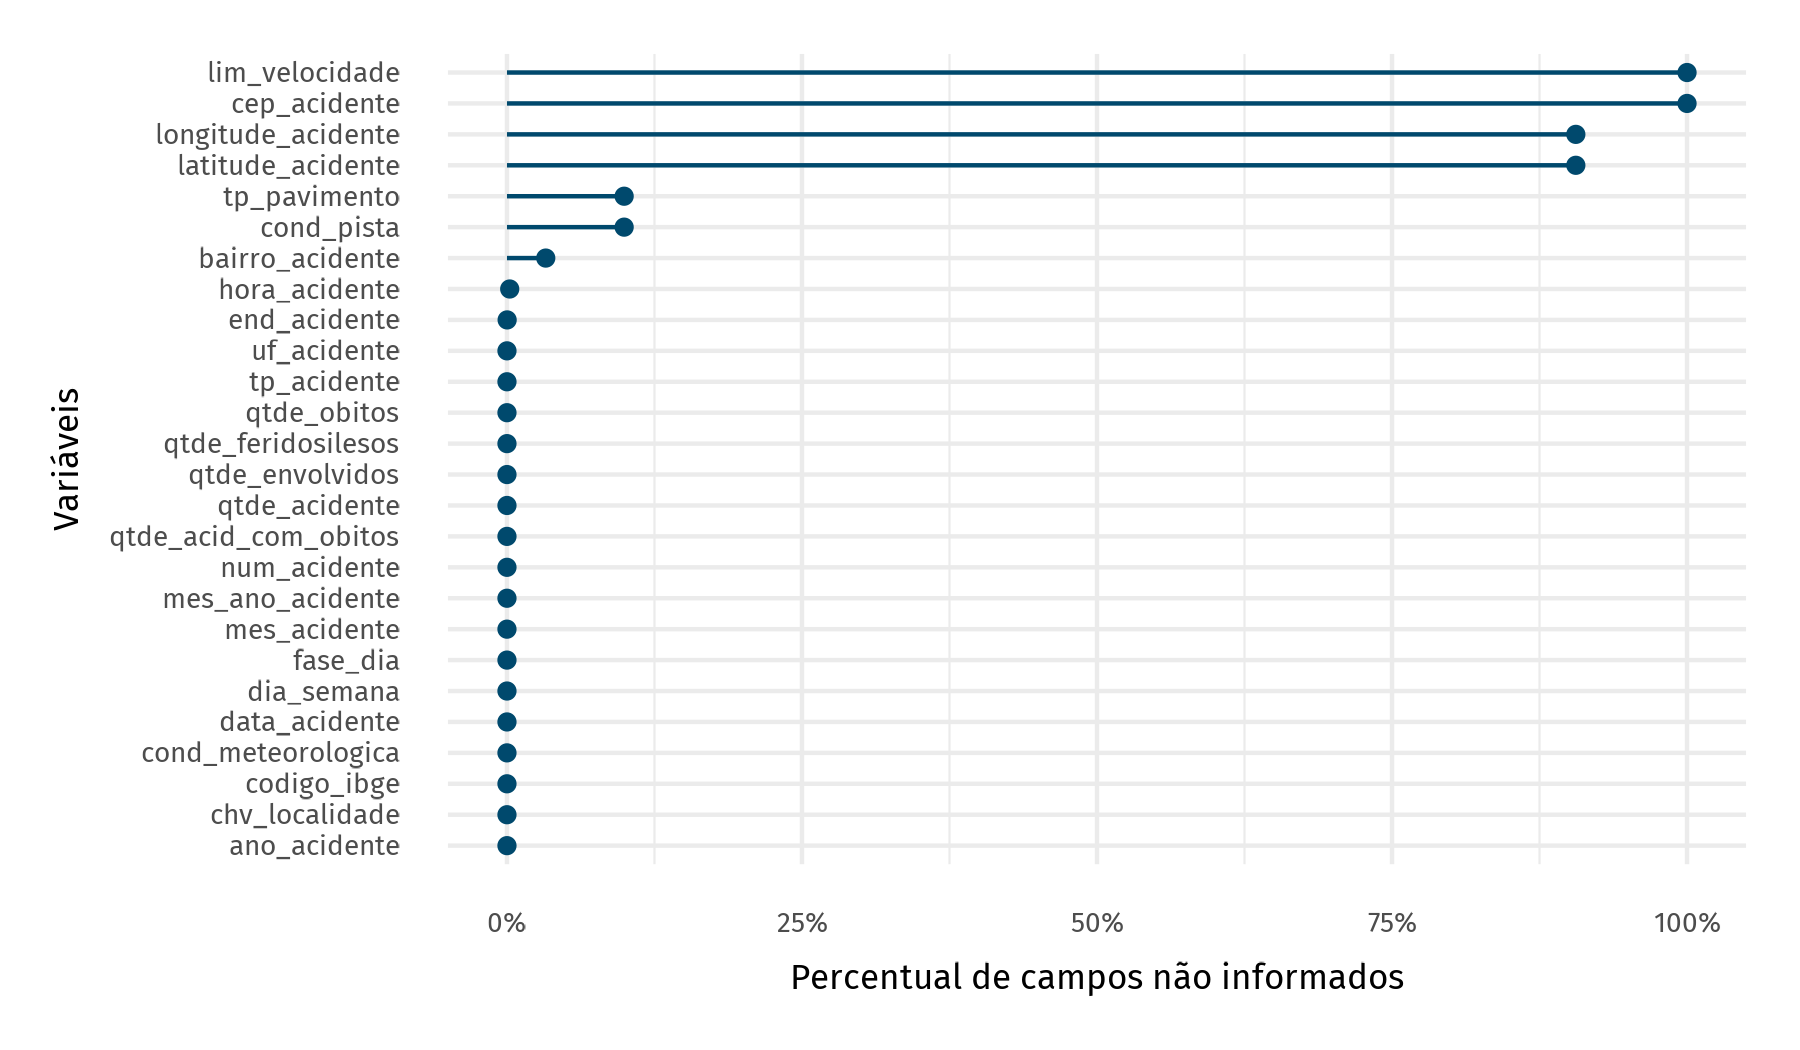 lim_velocidade
cep_acidente
longitude_acidente
latitude_acidente
tp_pavimento
cond_pista
bairro_acidente
hora_acidente
end_acidente
uf_acidente
tp_acidente
qtde_obitos
qtde_feridosilesos
qtde_envolvidos
qtde_acidente
qtde_acid_com_obitos
num_acidente
mes_ano_acidente
mes_acidente
fase_dia
dia_semana
data_acidente
cond_meteorologica
codigo_ibge
chv_localidade
ano_acidente
Variáveis
0% 25% 50% 75% 100%
Percentual de campos não informados